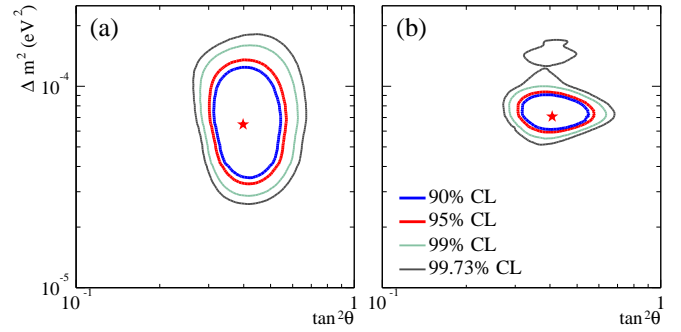 (a)
(b)
Δ m² (eV²)
10⁻⁴
10⁻⁵
90% CL
95% CL
99% CL
99.73% CL
10⁻¹ 1 10⁻¹ 1
tan²θ tan²θ